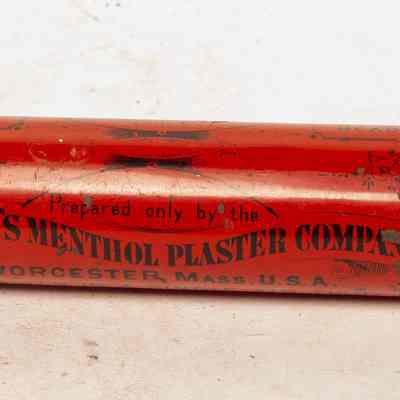 Prepared only by the
'S MENTHOL PLASTER COMPA
WORCESTER, MASS. U.S.A.